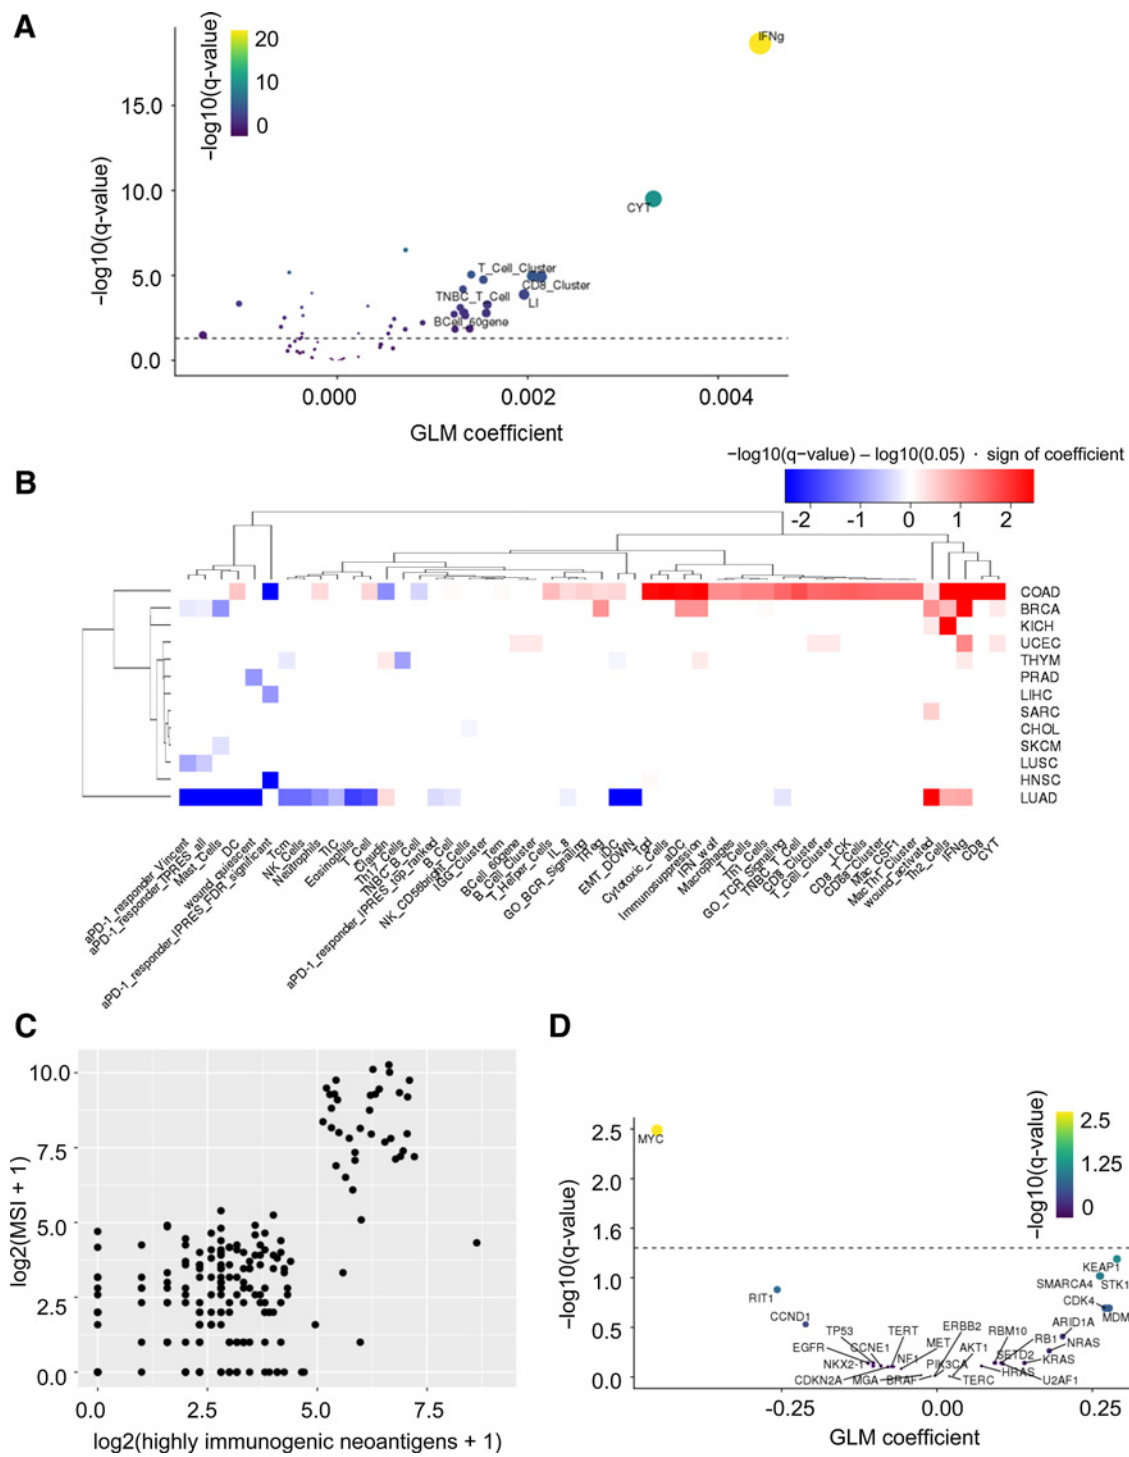 A
−log10(q-value)
20
10
0
IFNg
15.0
10.0
5.0
0.0
CYT
T_Cell_Cluster
CD8_Cluster
TNBC_T_Cell
LI
BCell_60gene
−log10(q-value)
0.000
0.002
0.004
GLM coefficient
B
−log10(q−value) − log10(0.05) · sign of coefficient
-2
-1
0
1
2
COAD
BRCA
KICH
UCEC
THYM
PRAD
LIHC
SARC
CHOL
SKCM
LUSC
HNSC
LUAD
aPD-1_responder_Vincent
aPD-1_responder_IPRES_all
Mast_Cells
DC
wound_quiescent
aPD-1_responder_IPRES_FDR_significant
Tcm
NK_Cells
Neutrophils
TIC
Eosinophils
T_Cell
Claudin
Th17_Cells
TNBC_B_Cell
aPD-1_responder_IPRES_top_ranked
B_Cell
NK_CD56bright_Cells
IGG_Cluster
Tem
BCell_60gene
B_Cell_Cluster
T_Helper_Cells
IL_8
GO_BCR_Signaling
TReg
iDC
EMT_DOWN
Tgd
Cytotoxic_Cells
aDC
Immunosuppression
IFN_Wolf
Macrophages
T_Cells
Th1_Cells
GO_TCR_Signaling
TNBC_T_Cell
CD8_Cluster
T_Cell_Cluster
LCK
CD8_T_Cells
CD68_Cluster
Mac_CSF1
MacTh1_Cluster
wound_activated
Th2_Cells
IFNg
CD8
CYT
C
10.0
7.5
5.0
2.5
0.0
log2(MSI + 1)
0.0
2.5
5.0
7.5
log2(highly immunogenic neoantigens + 1)
D
−log10(q-value)
2.5
1.25
0
2.5
2.0
1.6
1.0
0.5
0.0
−log10(q-value)
MYC
KEAP1
SMARCA4
STK1
RIT1
CDK4
MDM
CCND1
ARID1A
TP53
TERT
ERBB2
RBM10
RB1
NRAS
EGFR
CCNE1
MET
AKT1
SETD2
KRAS
NKX2-1
NF1
PIK3CA
HRAS
CDKN2A
MGA
BRAF
TERC
U2AF1
-0.25
0.00
0.25
GLM coefficient